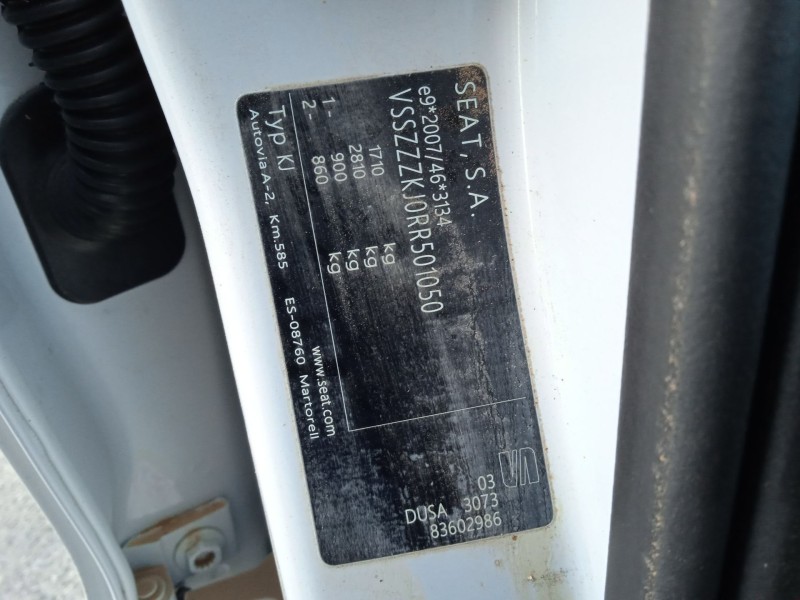 SEAT, S.A.
e9*2007/46*3134
VSSZZZKJ0RR501050
1710 kg
2810 kg
1- 900 kg
2- 860 kg
Typ KJ
www.seat.com
Autovia A-2, Km.585 ES-08760 Martorell
03
DUSA 3073
83602986